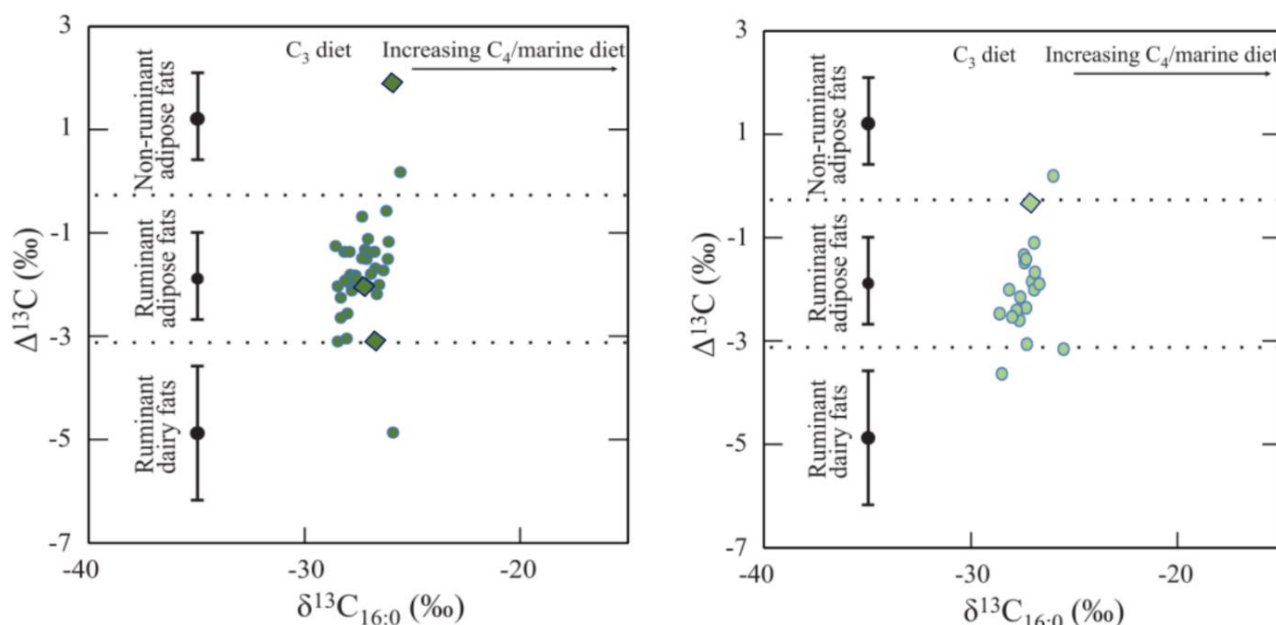 3
C₃ diet
Increasing C₄/marine diet
Non-ruminant
adipose fats
1
-1
Ruminant
adipose fats
Δ¹³C (‰)
-3
Ruminant
dairy fats
-5
-7
-40
-30
-20
δ¹³C₁₆:₀ (‰)
3
C₃ diet
Increasing C₄/marine diet
Non-ruminant
adipose fats
1
-1
Ruminant
adipose fats
Δ¹³C (‰)
-3
Ruminant
dairy fats
-5
-7
-40
-30
-20
δ¹³C₁₆:₀ (‰)